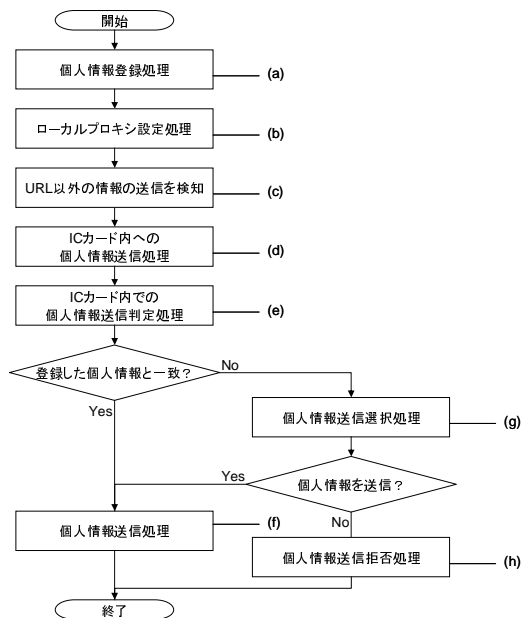 開始
個人情報登録処理
(a)
ローカルプロキシ設定処理
(b)
URL以外の情報の送信を検知
(c)
ICカード内への
個人情報送信処理
(d)
ICカード内での
個人情報送信判定処理
(e)
登録した個人情報と一致？
No
Yes
個人情報送信選択処理
(g)
個人情報を送信？
Yes
No
個人情報送信処理
(f)
個人情報送信拒否処理
(h)
終了